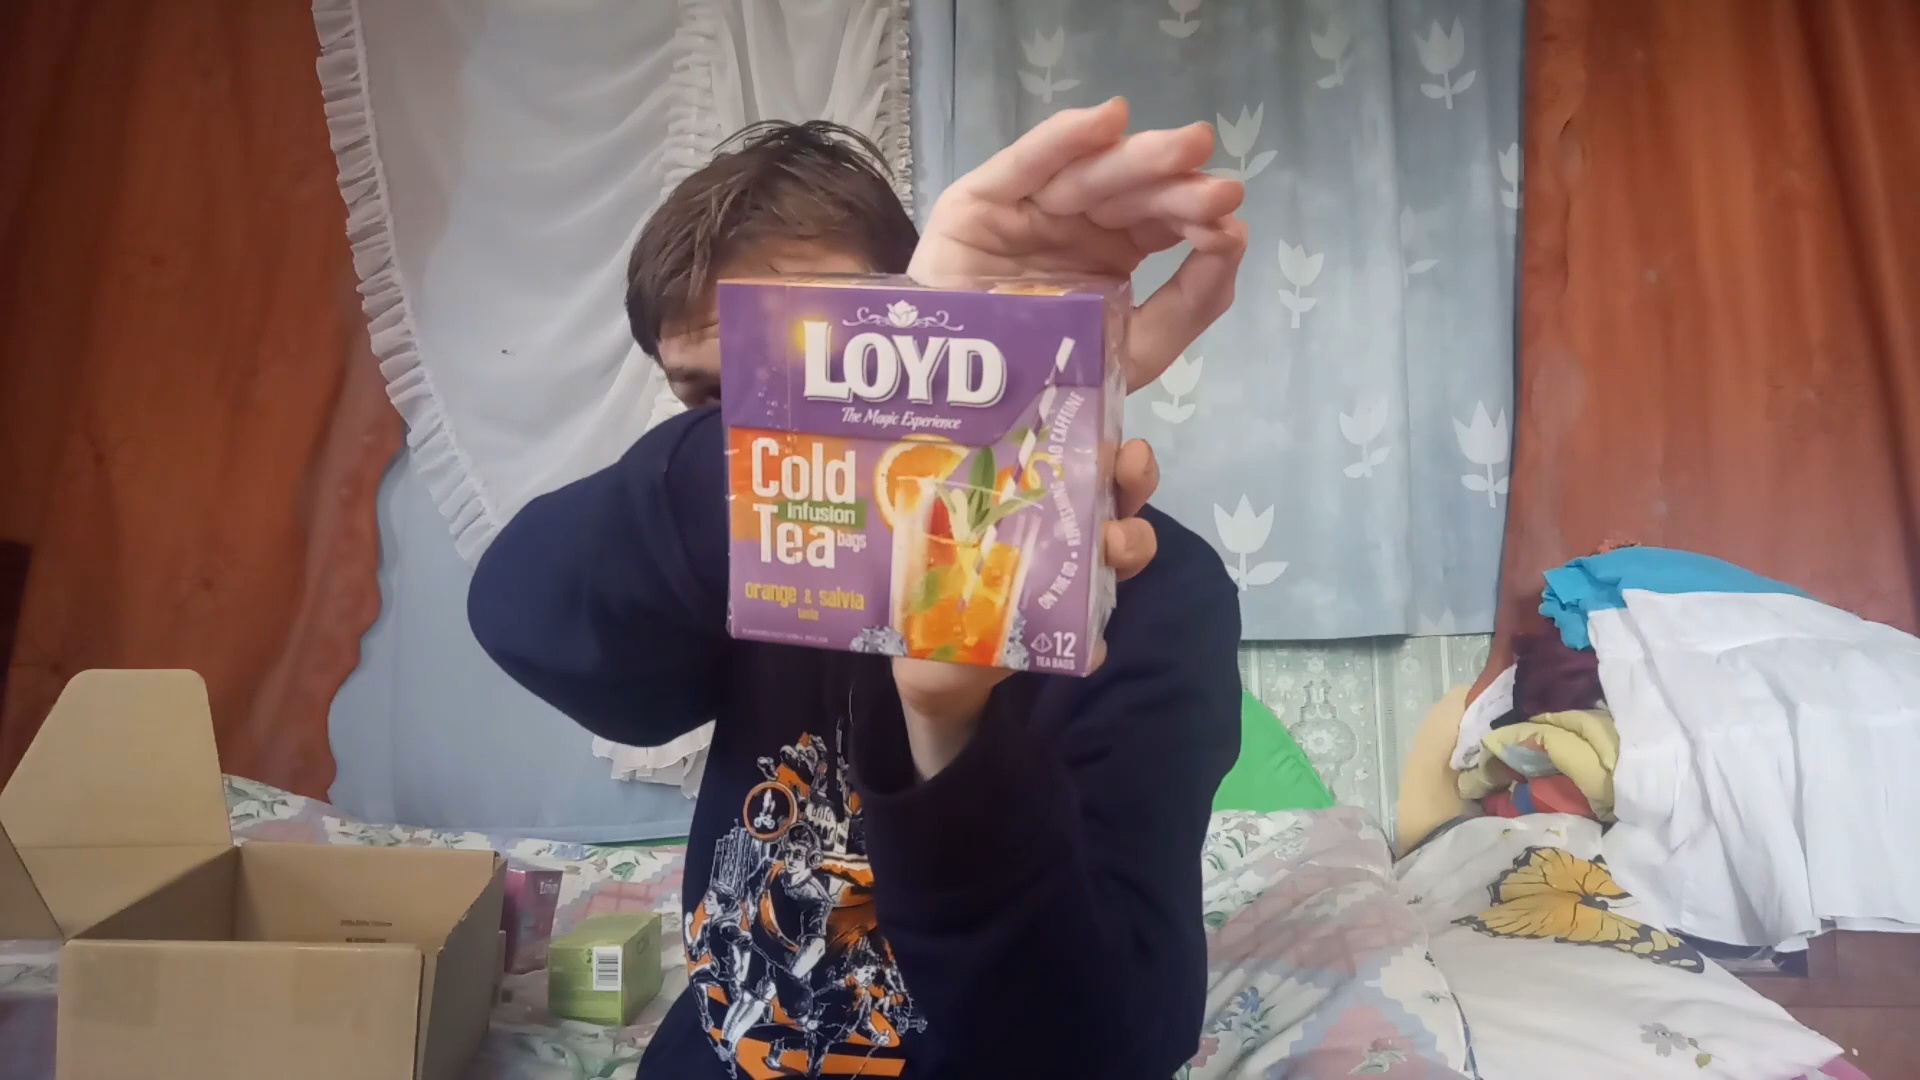 LOYD
The Magic Experience
Cold
infusion
Tea bags
orange & salvia
taste
ON THE GO • REFRESHING • NO CAFFEINE
12
TEA BAGS